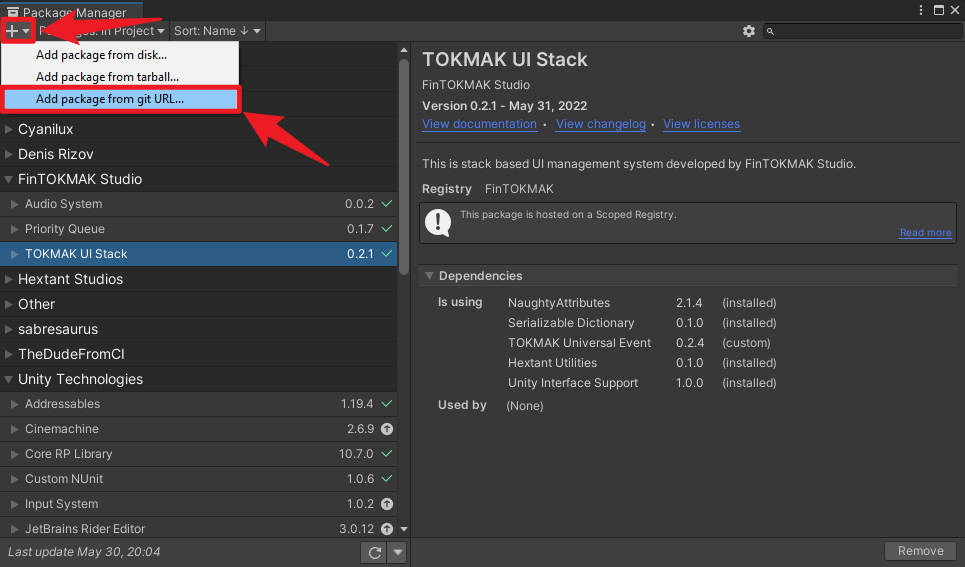 Package Manager
Packages: In Project Sort: Name
Add package from disk...
Add package from tarball...
Add package from git URL...
Cyanilux
Denis Rizov
FinTOKMAK Studio
Audio System 0.0.2
Priority Queue 0.1.7
TOKMAK UI Stack 0.2.1
Hextant Studios
Other
sabresaurus
TheDudeFromCI
Unity Technologies
Addressables 1.19.4
Cinemachine 2.6.9
Core RP Library 10.7.0
Custom NUnit 1.0.6
Input System 1.0.2
JetBrains Rider Editor 3.0.12
Last update May 30, 20:04
TOKMAK UI Stack
FinTOKMAK Studio
Version 0.2.1 - May 31, 2022
View documentation • View changelog • View licenses
This is stack based UI management system developed by FinTOKMAK Studio.
Registry FinTOKMAK
This package is hosted on a Scoped Registry.
Read more
Dependencies
Is using NaughtyAttributes 2.1.4 (installed)
Serializable Dictionary 0.1.0 (installed)
TOKMAK Universal Event 0.2.4 (custom)
Hextant Utilities 0.1.0 (installed)
Unity Interface Support 1.0.0 (installed)
Used by (None)
Remove